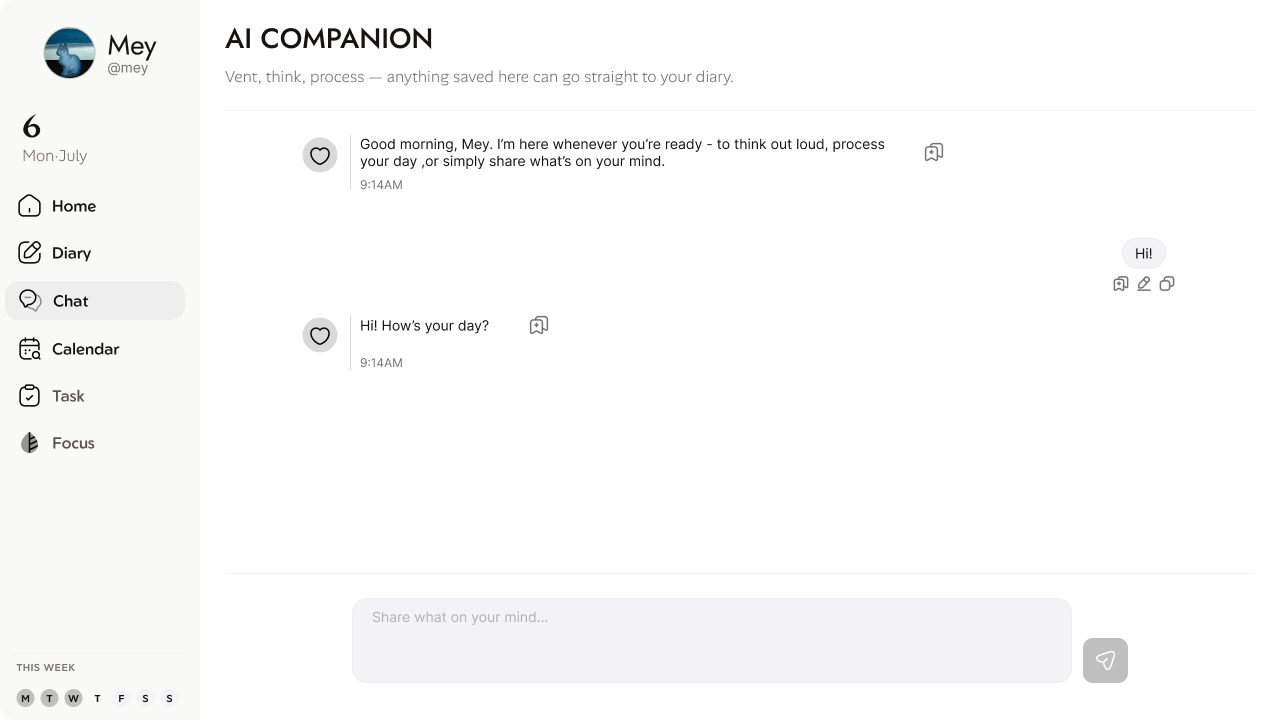 Mey
@mey
6
Mon·July
Home
Diary
Chat
Calendar
Task
Focus
THIS WEEK
M T W T F S S
AI COMPANION
Vent, think, process — anything saved here can go straight to your diary.
Good morning, Mey. I’m here whenever you’re ready - to think out loud, process
your day ,or simply share what’s on your mind.
9:14AM
Hi!
Hi! How’s your day?
9:14AM
Share what on your mind...